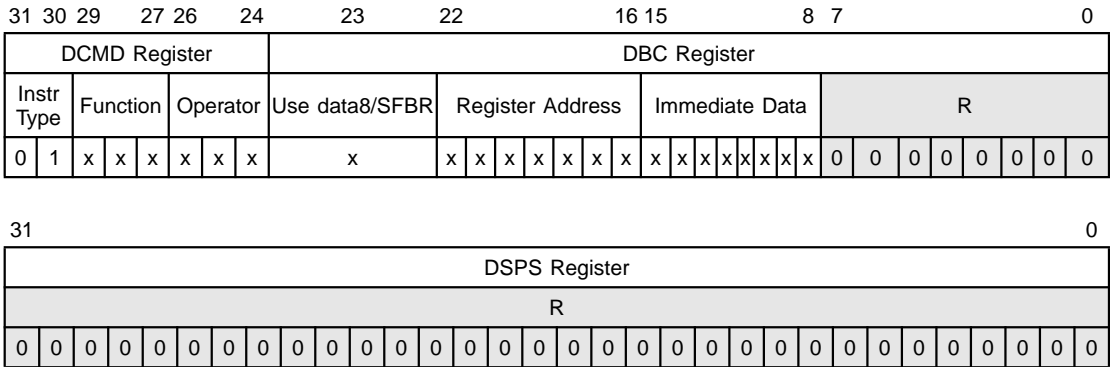 31 30 29 27 26 24 23 22 16 15 8 7 0
DCMD Register DBC Register
Instr Type Function Operator Use data8/SFBR Register Address Immediate Data R
0 1 x x x x x x x x x x x x x x x x x x x x x x 0 0 0 0 0 0 0 0
31 0
DSPS Register
R
0 0 0 0 0 0 0 0 0 0 0 0 0 0 0 0 0 0 0 0 0 0 0 0 0 0 0 0 0 0 0 0